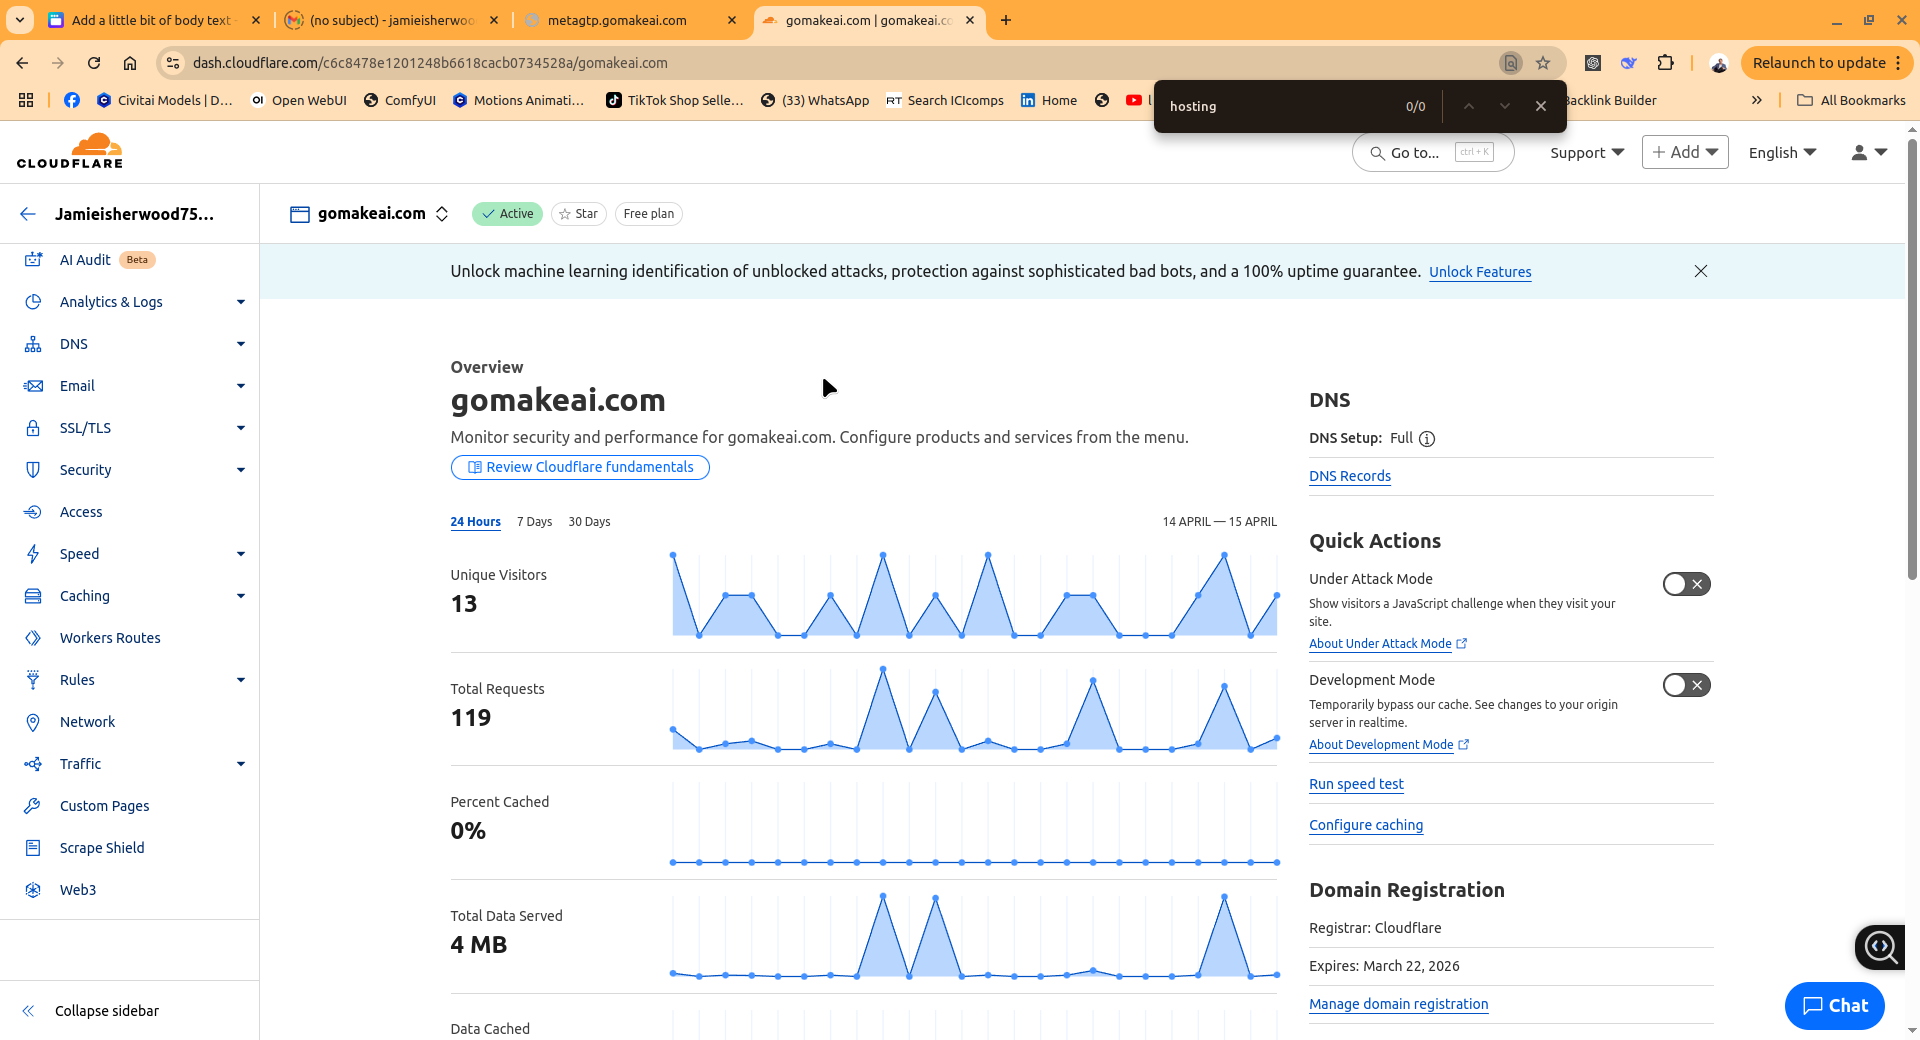 Add a little bit of body text
(no subject) - jamieisherwoo
metagtp.gomakeai.com
gomakeai.com | gomakeai.co
dash.cloudflare.com/c6c8478e1201248b6618cacb0734528a/gomakeai.com
Relaunch to update
Civitai Models | D...
Open WebUI
ComfyUI
Motions Animati...
TikTok Shop Selle...
(33) WhatsApp
RT Search ICIcomps
Home
Backlink Builder
All Bookmarks
hosting 0/0
CLOUDFLARE
Go to... ctrl + K
Support
+ Add
English
Jamieisherwood75...
gomakeai.com
Active
Star
Free plan
AI Audit Beta
Analytics & Logs
DNS
Email
SSL/TLS
Security
Access
Speed
Caching
Workers Routes
Rules
Network
Traffic
Custom Pages
Scrape Shield
Web3
Collapse sidebar
Unlock machine learning identification of unblocked attacks, protection against sophisticated bad bots, and a 100% uptime guarantee. Unlock Features
Overview
gomakeai.com
Monitor security and performance for gomakeai.com. Configure products and services from the menu.
Review Cloudflare fundamentals
24 Hours 7 Days 30 Days 14 APRIL — 15 APRIL
Unique Visitors
13
Total Requests
119
Percent Cached
0%
Total Data Served
4 MB
Data Cached
DNS
DNS Setup: Full
DNS Records
Quick Actions
Under Attack Mode
Show visitors a JavaScript challenge when they visit your
site.
About Under Attack Mode
Development Mode
Temporarily bypass our cache. See changes to your origin
server in realtime.
About Development Mode
Run speed test
Configure caching
Domain Registration
Registrar: Cloudflare
Expires: March 22, 2026
Manage domain registration
Chat